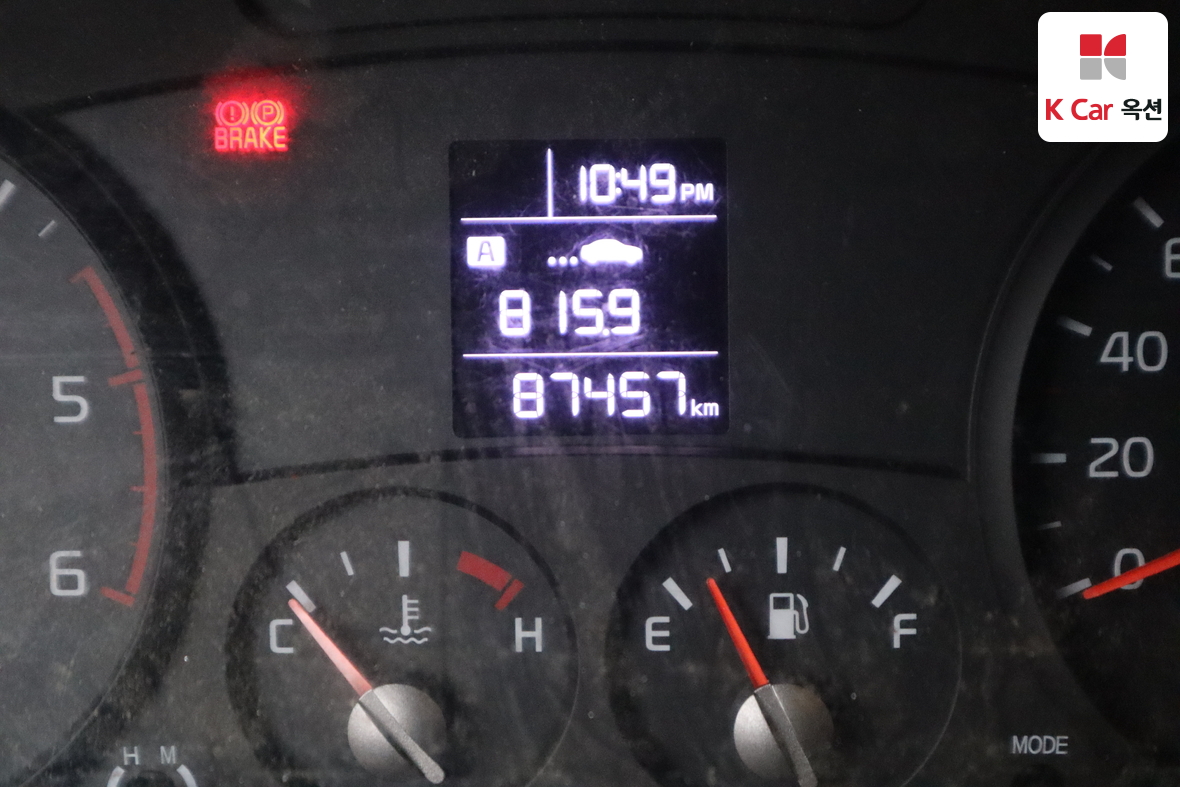 K Car 옥션
BRAKE
10:49 PM
A
8 15.9
87457 km
5
6
C
H
E
F
40
20
0
H M
MODE